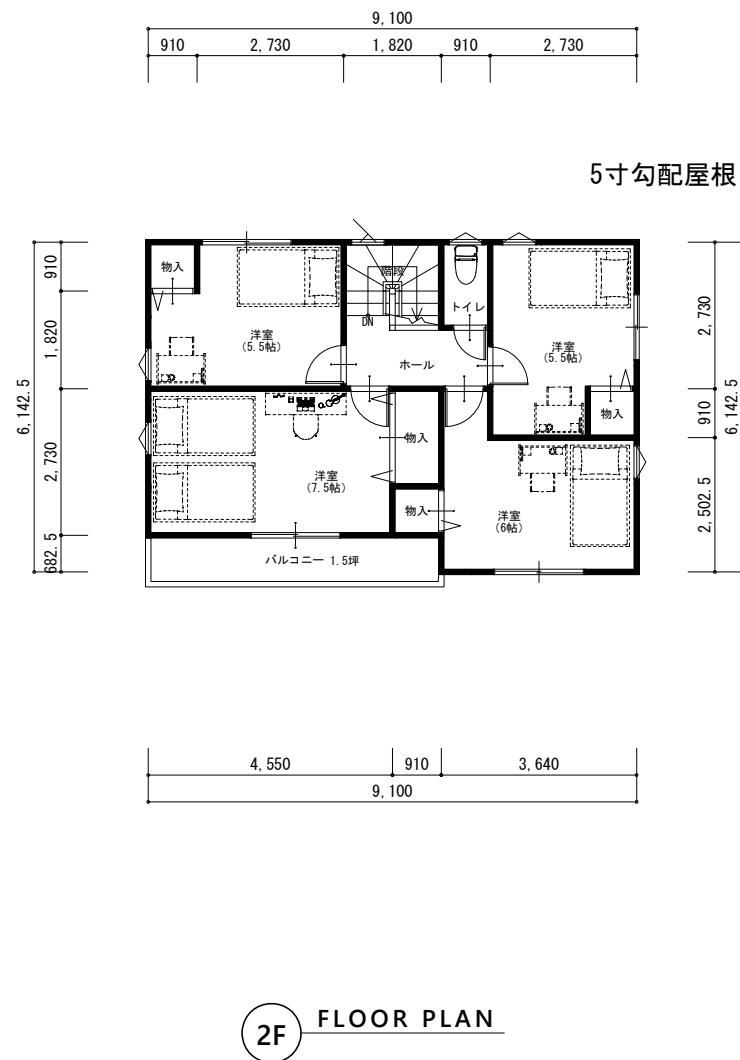 9,100
910 2,730 1,820 910 2,730
5寸勾配屋根
6,142.5
910
1,820
2,730
682.5
物入
洋室
(5.5帖)
階段
DN
トイレ
ホール
洋室
(5.5帖)
物入
洋室
(7.5帖)
物入
物入
洋室
(6帖)
バルコニー 1.5坪
2,730
910
2,502.5
6,142.5
4,550 910 3,640
9,100
2F FLOOR PLAN